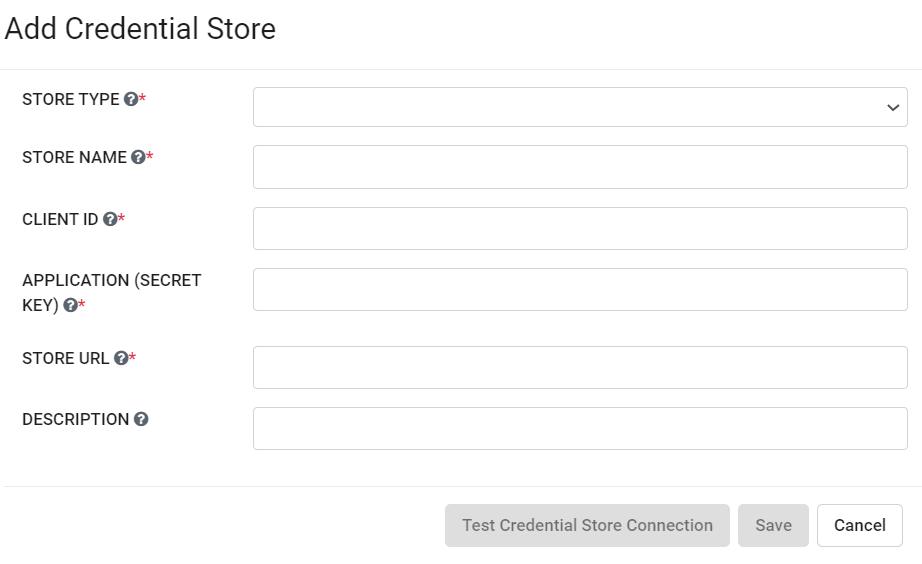 Add Credential Store
STORE TYPE ?*
STORE NAME ?*
CLIENT ID ?*
APPLICATION (SECRET
KEY) ?*
STORE URL ?*
DESCRIPTION ?
Test Credential Store Connection
Save
Cancel